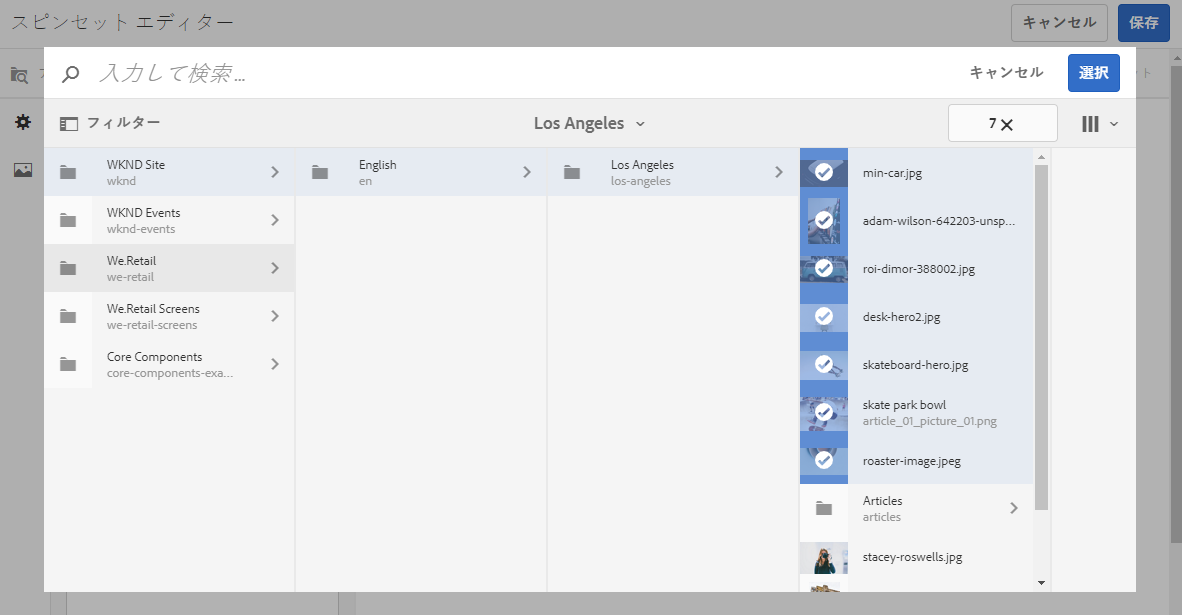 スピンセット エディター
キャンセル
保存
入力して検索...
キャンセル
選択
フィルター
Los Angeles
7
WKND Site
wknd
WKND Events
wknd-events
We.Retail
we-retail
We.Retail Screens
we-retail-screens
Core Components
core-components-exa...
English
en
Los Angeles
los-angeles
min-car.jpg
adam-wilson-642203-unsp...
roi-dimor-388002.jpg
desk-hero2.jpg
skateboard-hero.jpg
skate park bowl
article_01_picture_01.png
roaster-image.jpeg
Articles
articles
stacey-roswells.jpg